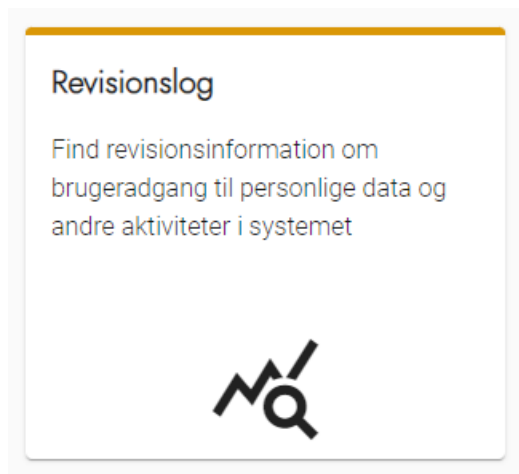 Revisionslog
Find revisionsinformation om
brugeradgang til personlige data og
andre aktiviteter i systemet